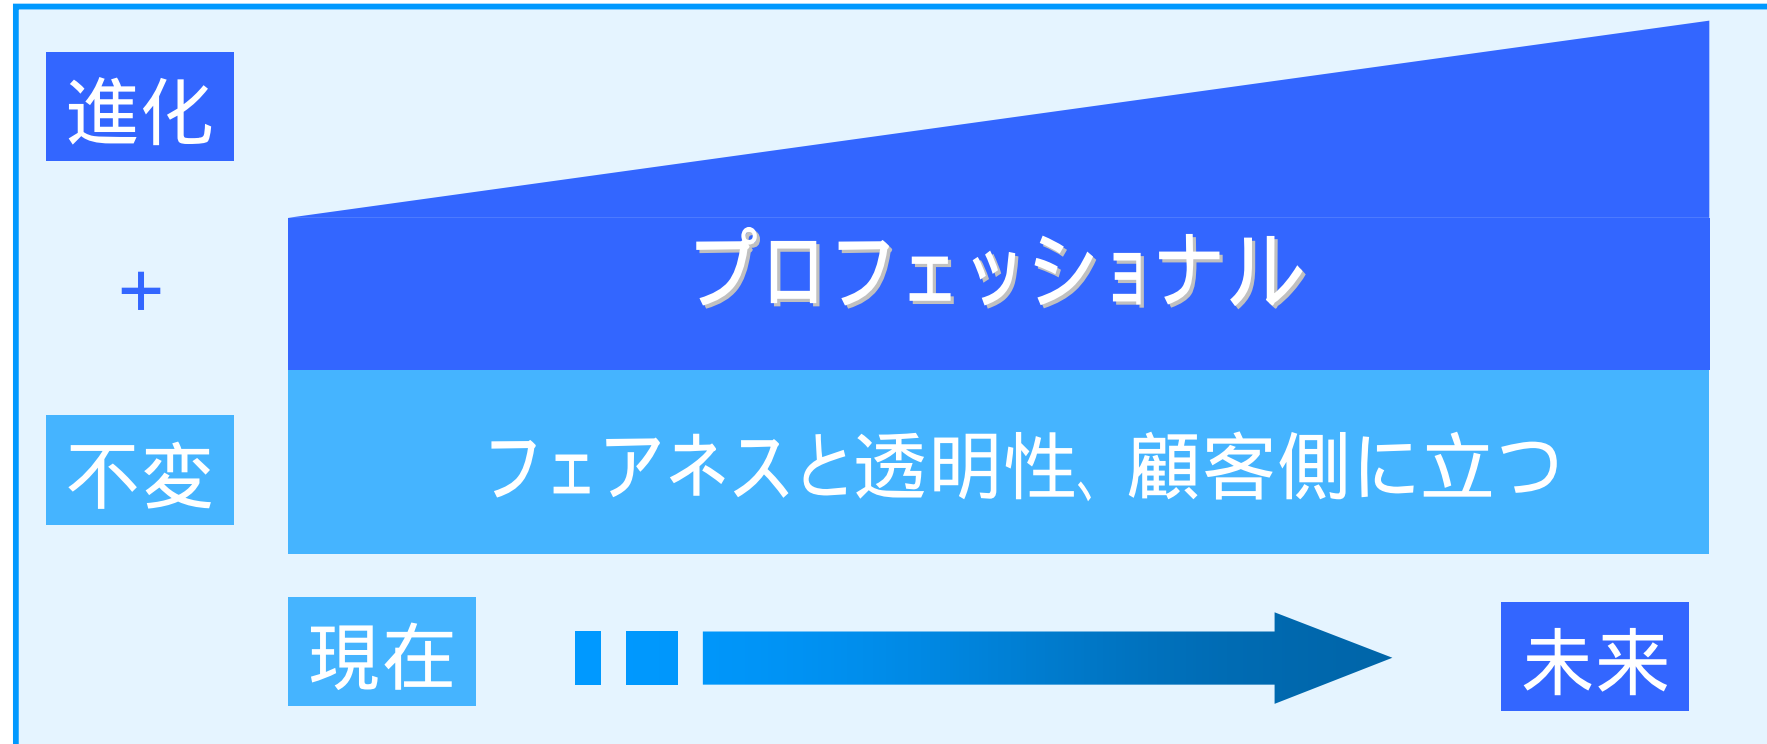 進化
プロフェッショナル
+
不変
フェアネスと透明性、顧客側に立つ
現在
未来